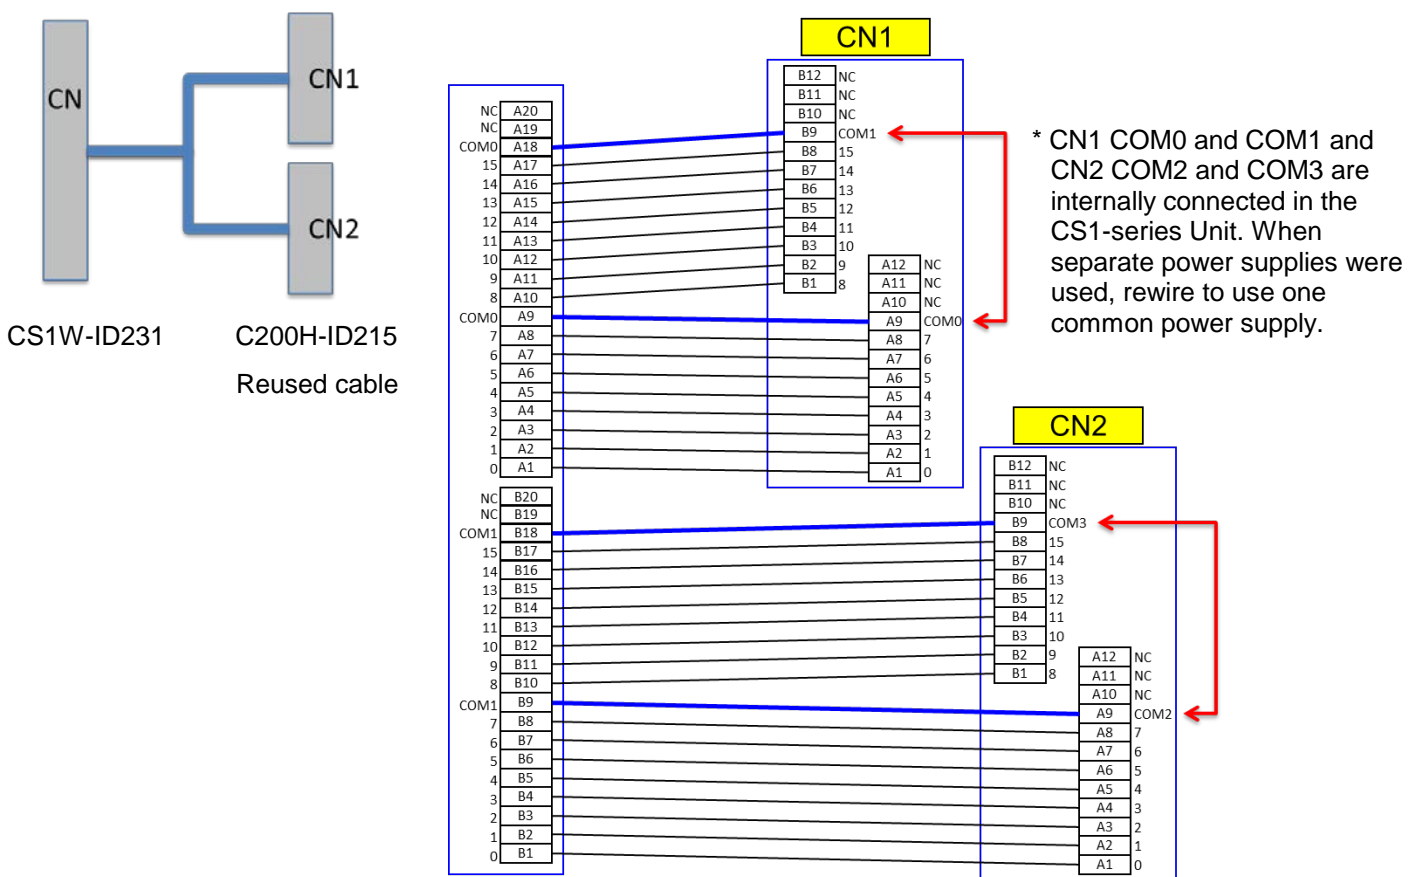 CN
CN1
CN2
CS1W-ID231
C200H-ID215
Reused cable
NC A20
NC A19
COM0 A18
15 A17
14 A16
13 A15
12 A14
11 A13
10 A12
9 A11
8 A10
COM0 A9
7 A8
6 A7
5 A6
4 A5
3 A4
2 A3
1 A2
0 A1
NC B20
NC B19
COM1 B18
15 B17
14 B16
13 B15
12 B14
11 B13
10 B12
9 B11
8 B10
COM1 B9
7 B8
6 B7
5 B6
4 B5
3 B4
2 B3
1 B2
0 B1
CN1
B12 NC
B11 NC
B10 NC
B9 COM1
B8 15
B7 14
B6 13
B5 12
B4 11
B3 10
B2 9
B1 8
A12 NC
A11 NC
A10 NC
A9 COM0
A8 7
A7 6
A6 5
A5 4
A4 3
A3 2
A2 1
A1 0
* CN1 COM0 and COM1 and
CN2 COM2 and COM3 are
internally connected in the
CS1-series Unit. When
separate power supplies were
used, rewire to use one
common power supply.
CN2
B12 NC
B11 NC
B10 NC
B9 COM3
B8 15
B7 14
B6 13
B5 12
B4 11
B3 10
B2 9
B1 8
A12 NC
A11 NC
A10 NC
A9 COM2
A8 7
A7 6
A6 5
A5 4
A4 3
A3 2
A2 1
A1 0